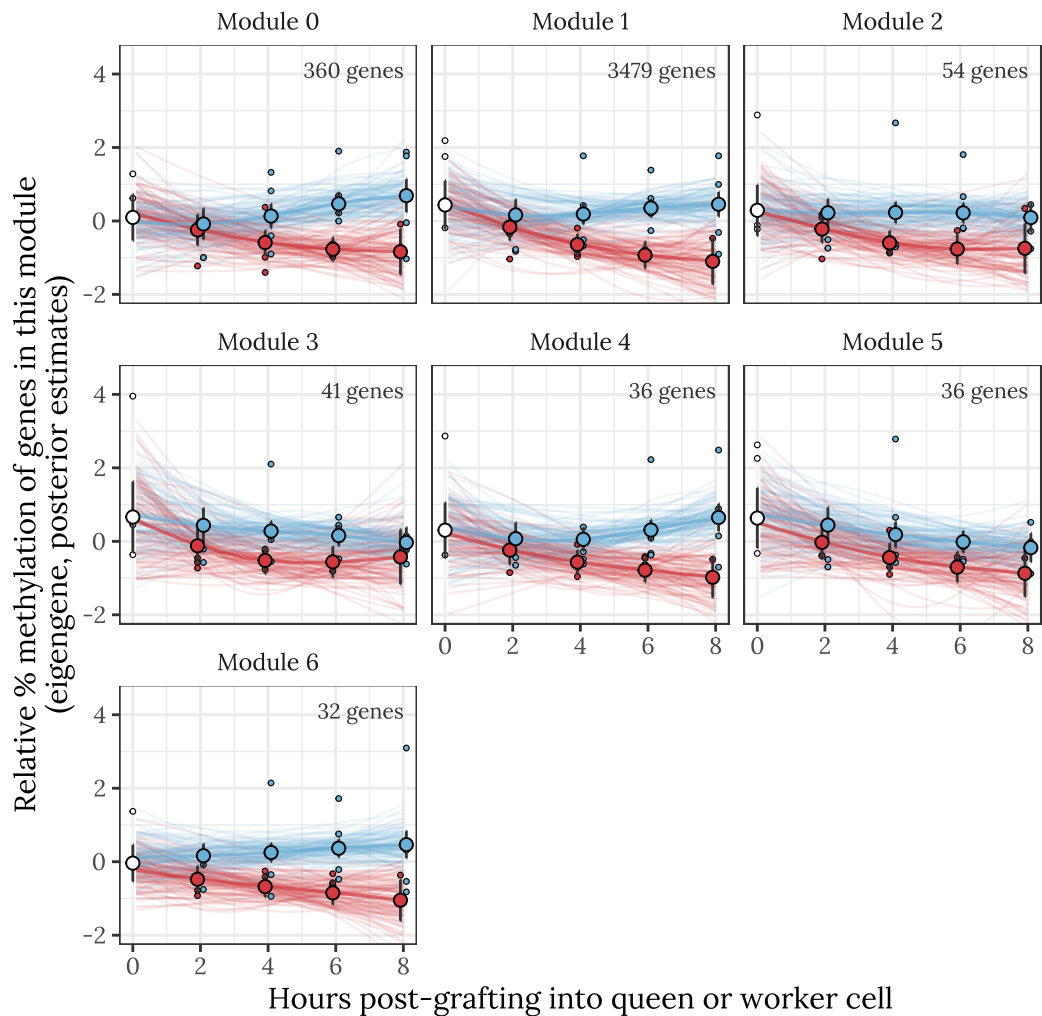 Module 0
Module 1
Module 2
360 genes
3479 genes
54 genes
4
2
0
-2
Module 3
Module 4
Module 5
41 genes
36 genes
36 genes
4
2
0
-2
0 2 4 6 8
0 2 4 6 8
Module 6
32 genes
4
2
0
-2
0 2 4 6 8
Relative % methylation of genes in this module
(eigengene, posterior estimates)
Hours post-grafting into queen or worker cell